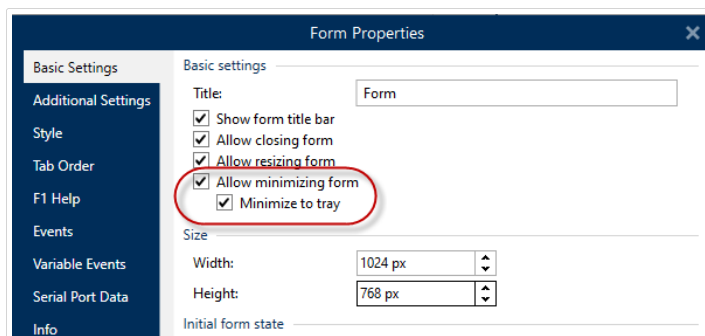 Form Properties
Basic Settings
Additional Settings
Style
Tab Order
F1 Help
Events
Variable Events
Serial Port Data
Info
Basic settings
Title: Form
Show form title bar
Allow closing form
Allow resizing form
Allow minimizing form
Minimize to tray
Size
Width: 1024 px
Height: 768 px
Initial form state